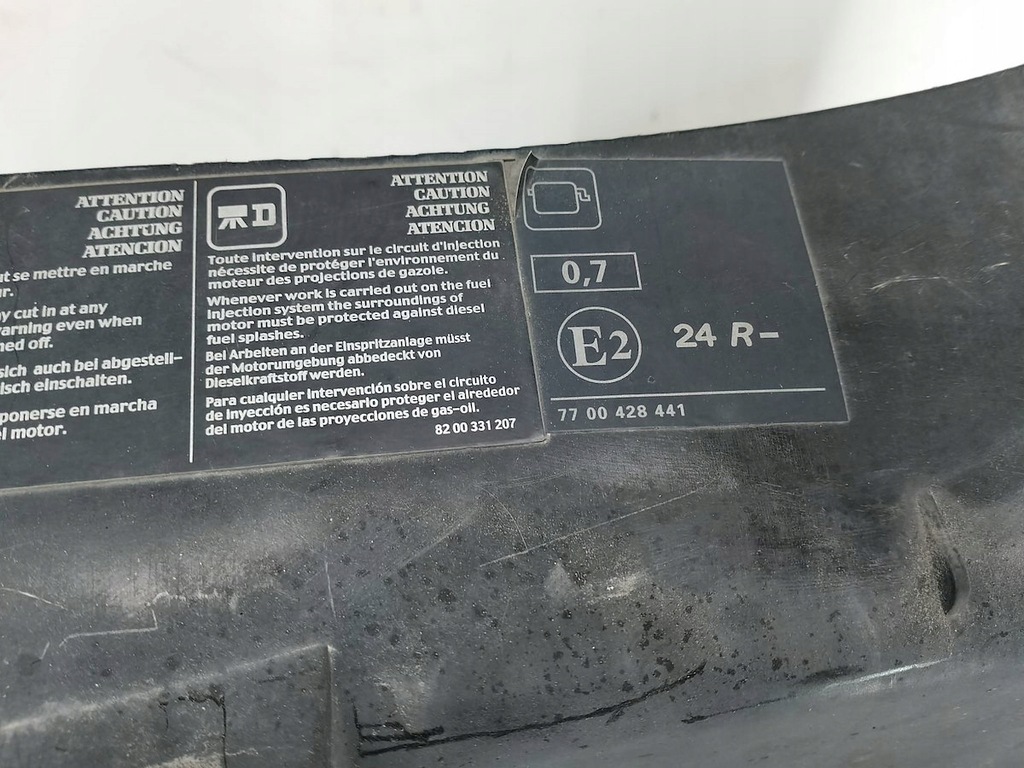 ATTENTION
CAUTION
ACHTUNG
ATENCION
se mettre en marche
cut in at any
even when
off.
auch bei abgestell-
einschalten.
en marcha
motor.
D
ATTENTION
CAUTION
ACHTUNG
ATENCION
Toute intervention sur le circuit d'injection
nécessite de protéger l'environnement du
moteur des projections de gazole.
Whenever work is carried out on the fuel
injection system the surroundings of
motor must be protected against diesel
fuel splashes.
Bei Arbeiten an der Einspritzanlage müsst
der Motorumgebung abbedeckt von
Dieselkraftstoff werden.
Para cualquier intervención sobre el circuito
de inyección es necesario proteger el alrededor
del motor de las proyecciones de gas-oil.
82 00 331 207
0,7
E2
24 R-
77 00 428 441